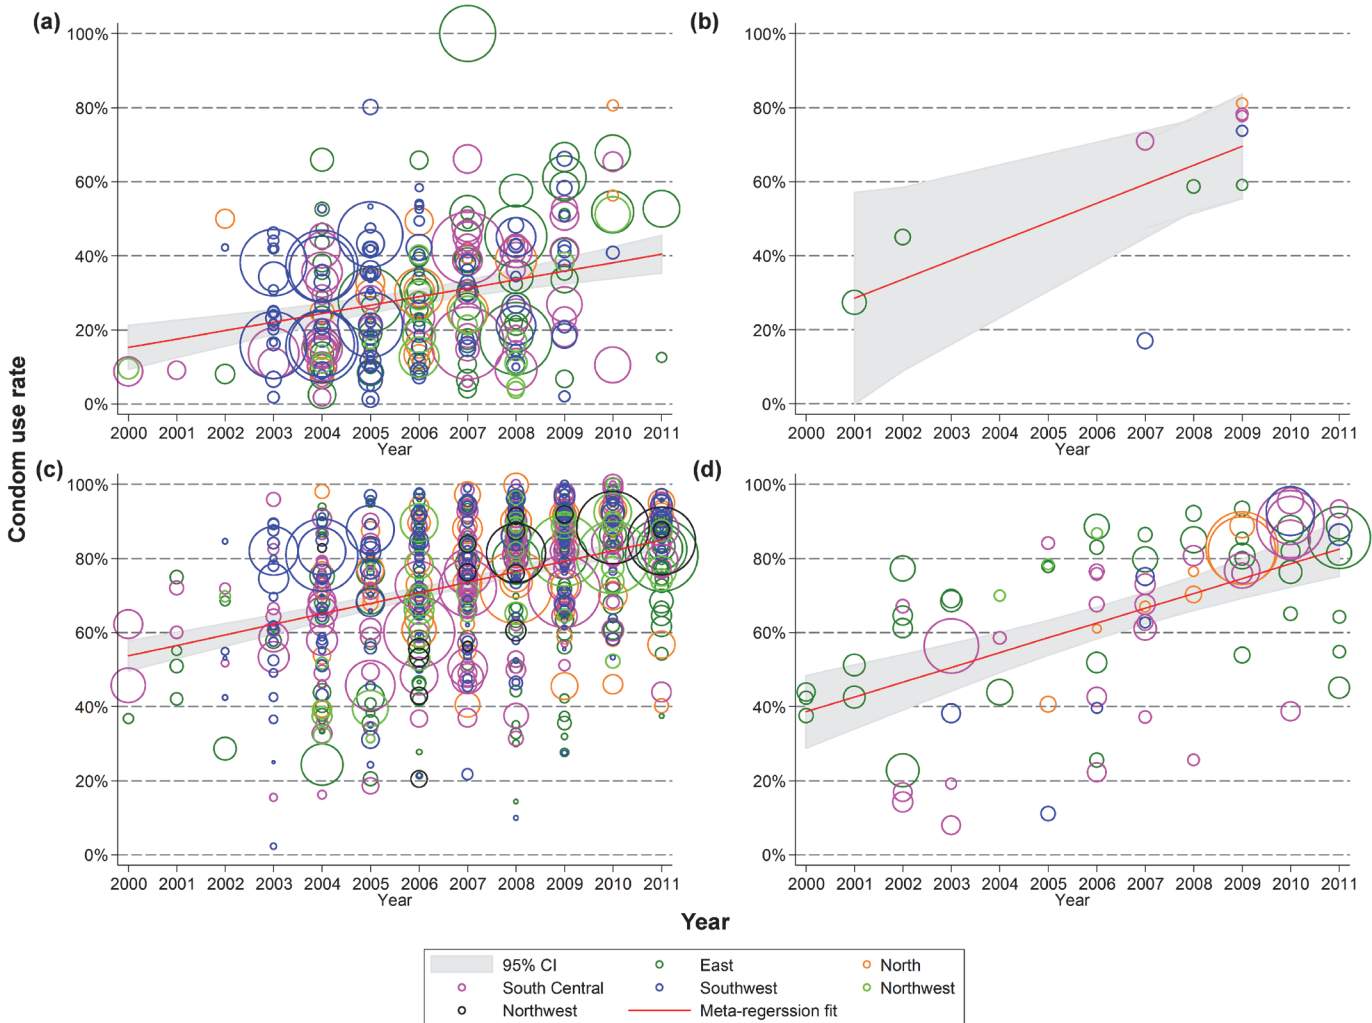 (a)
(b)
100%
80%
60%
40%
20%
0%
2000 2001 2002 2003 2004 2005 2006 2007 2008 2009 2010 2011
Year
100%
80%
60%
40%
20%
0%
2000 2001 2002 2003 2004 2005 2006 2007 2008 2009 2010 2011
Year
Condom use rate
(c)
(d)
100%
80%
60%
40%
20%
0%
2000 2001 2002 2003 2004 2005 2006 2007 2008 2009 2010 2011
Year
100%
80%
60%
40%
20%
0%
2000 2001 2002 2003 2004 2005 2006 2007 2008 2009 2010 2011
Year
Year
95% CI East North
South Central Southwest Northwest
Northwest Meta-regerssion fit